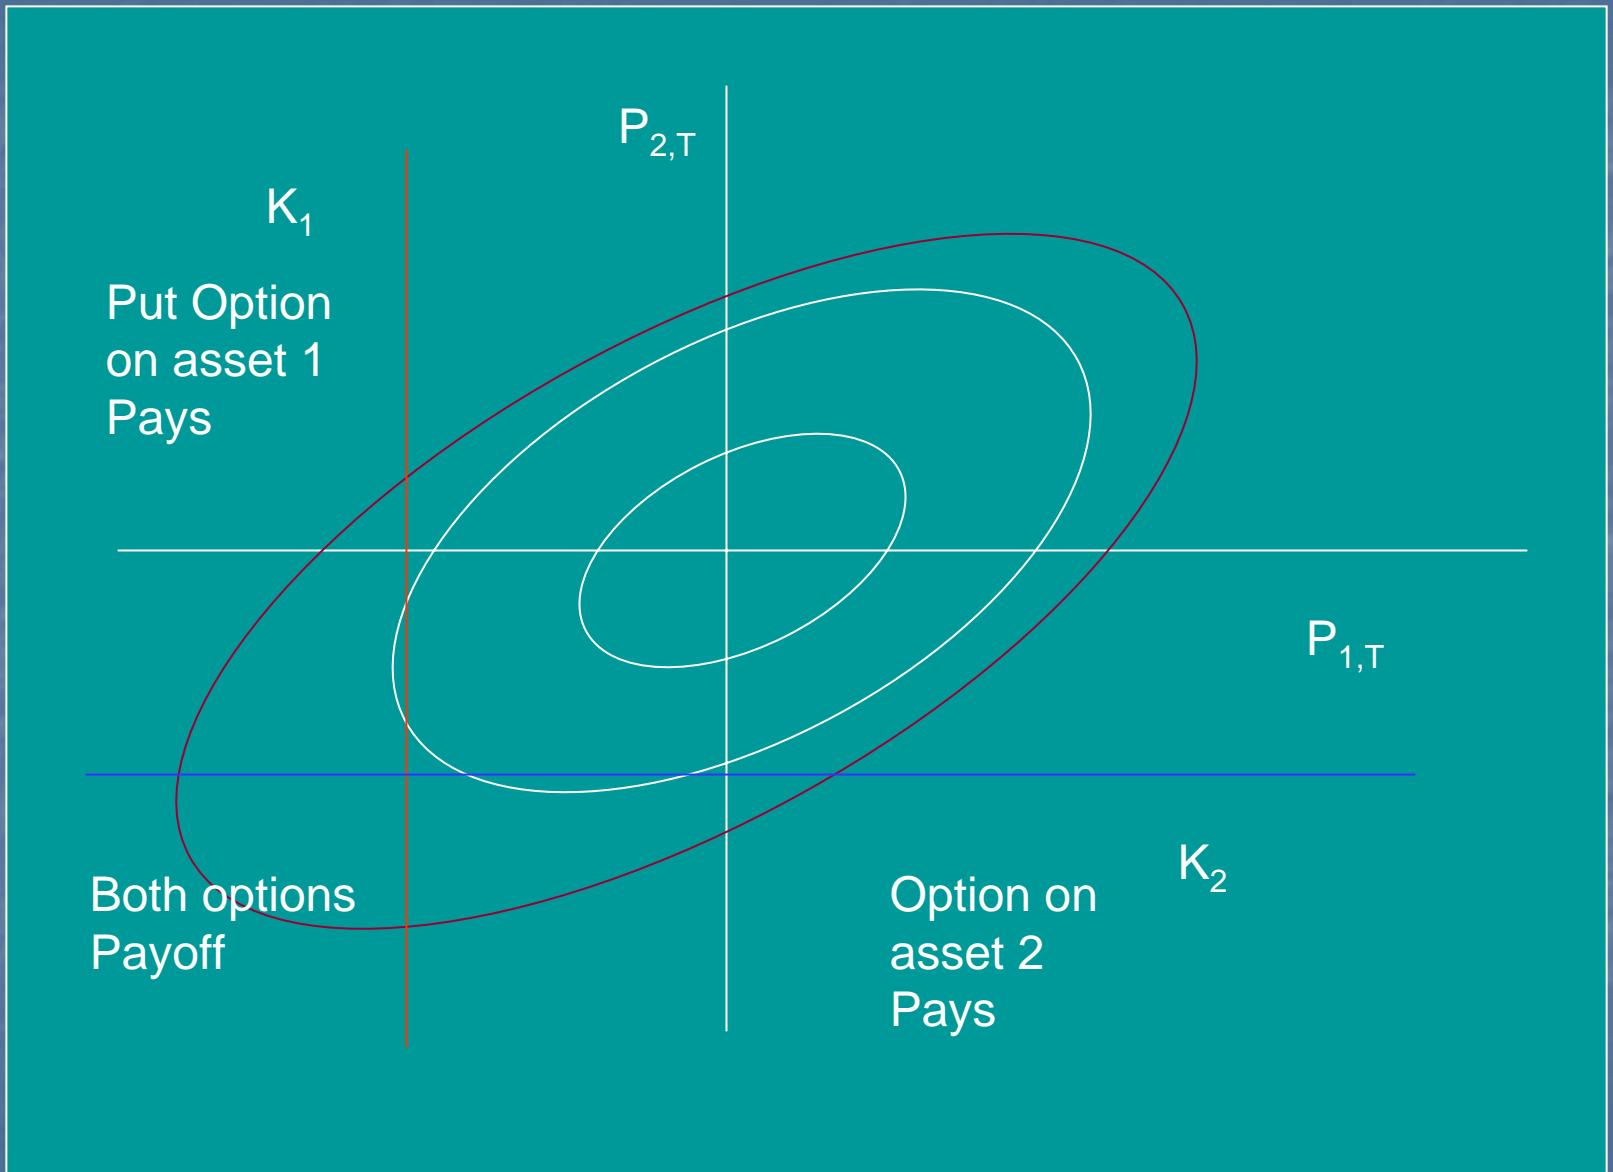 P2,T
K1
Put Option
on asset 1
Pays
P1,T
K2
Both options
Payoff
Option on
asset 2
Pays